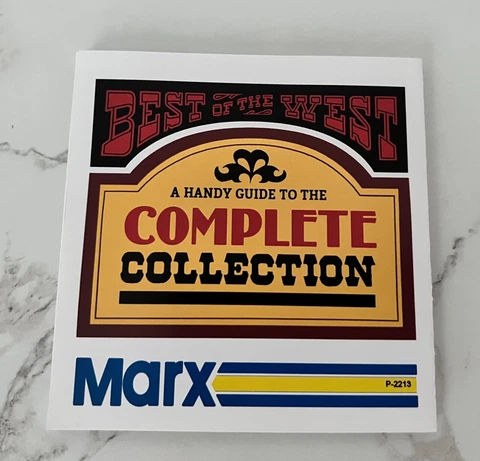 BEST OF THE WEST
A HANDY GUIDE TO THE
COMPLETE
COLLECTION
Marx
P-2213